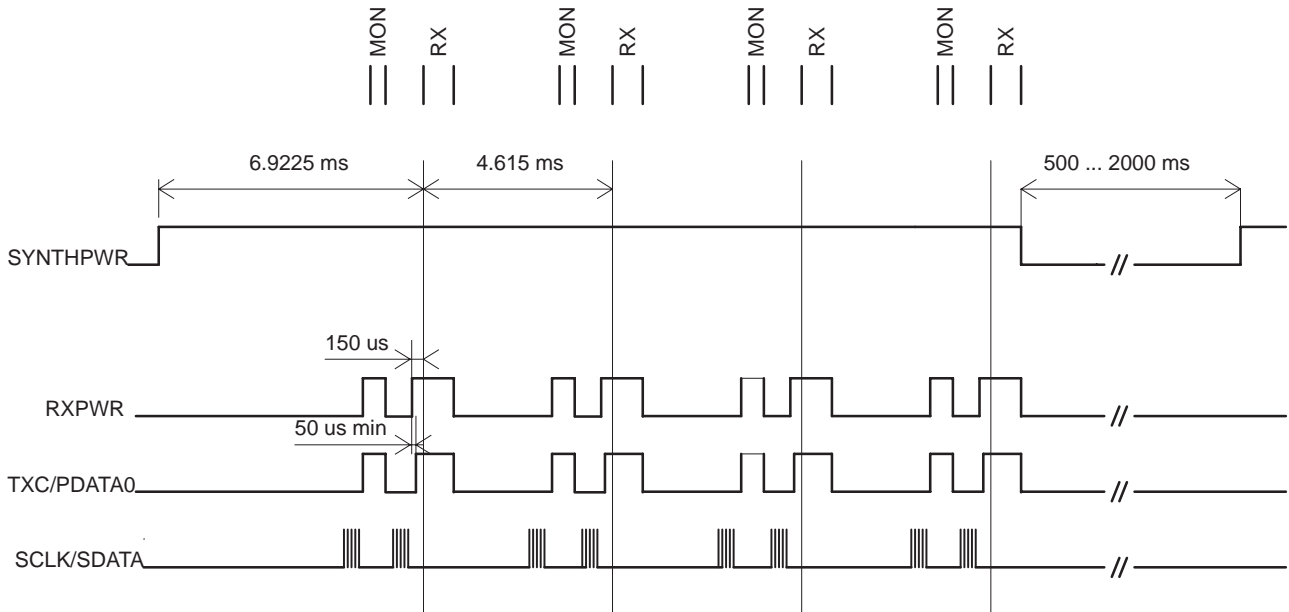 MON
RX
MON
RX
MON
RX
MON
RX
6.9225 ms
4.615 ms
500 ... 2000 ms
SYNTHPWR
//
150 us
RXPWR
//
50 us min
TXC/PDATA0
//
SCLK/SDATA
//